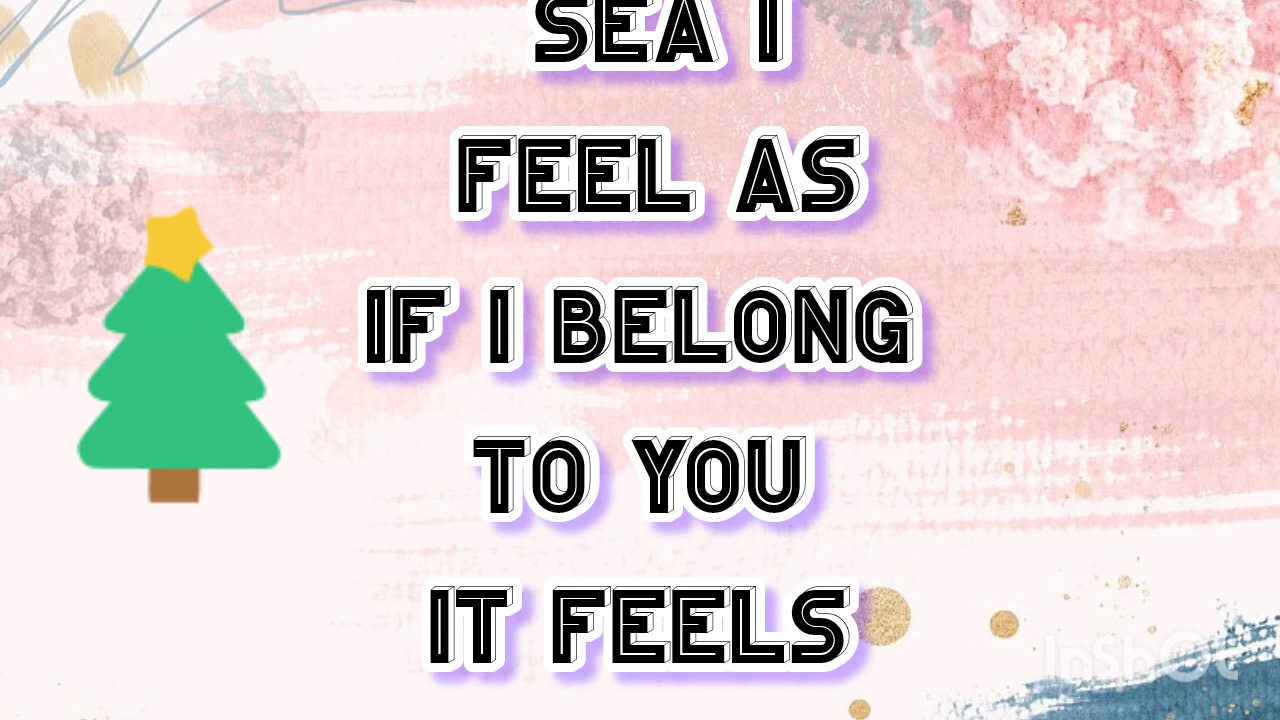 SEA I
FEEL AS
IF I BELONG
TO YOU
IT FEELS
InShOt